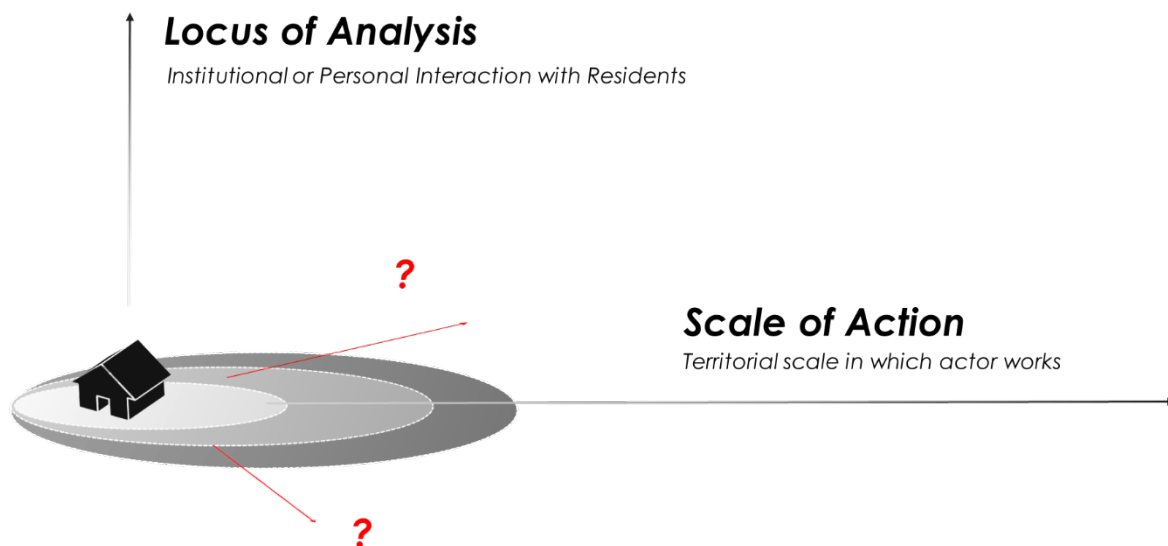 Locus of Analysis
Institutional or Personal Interaction with Residents
?
Scale of Action
Territorial scale in which actor works
?